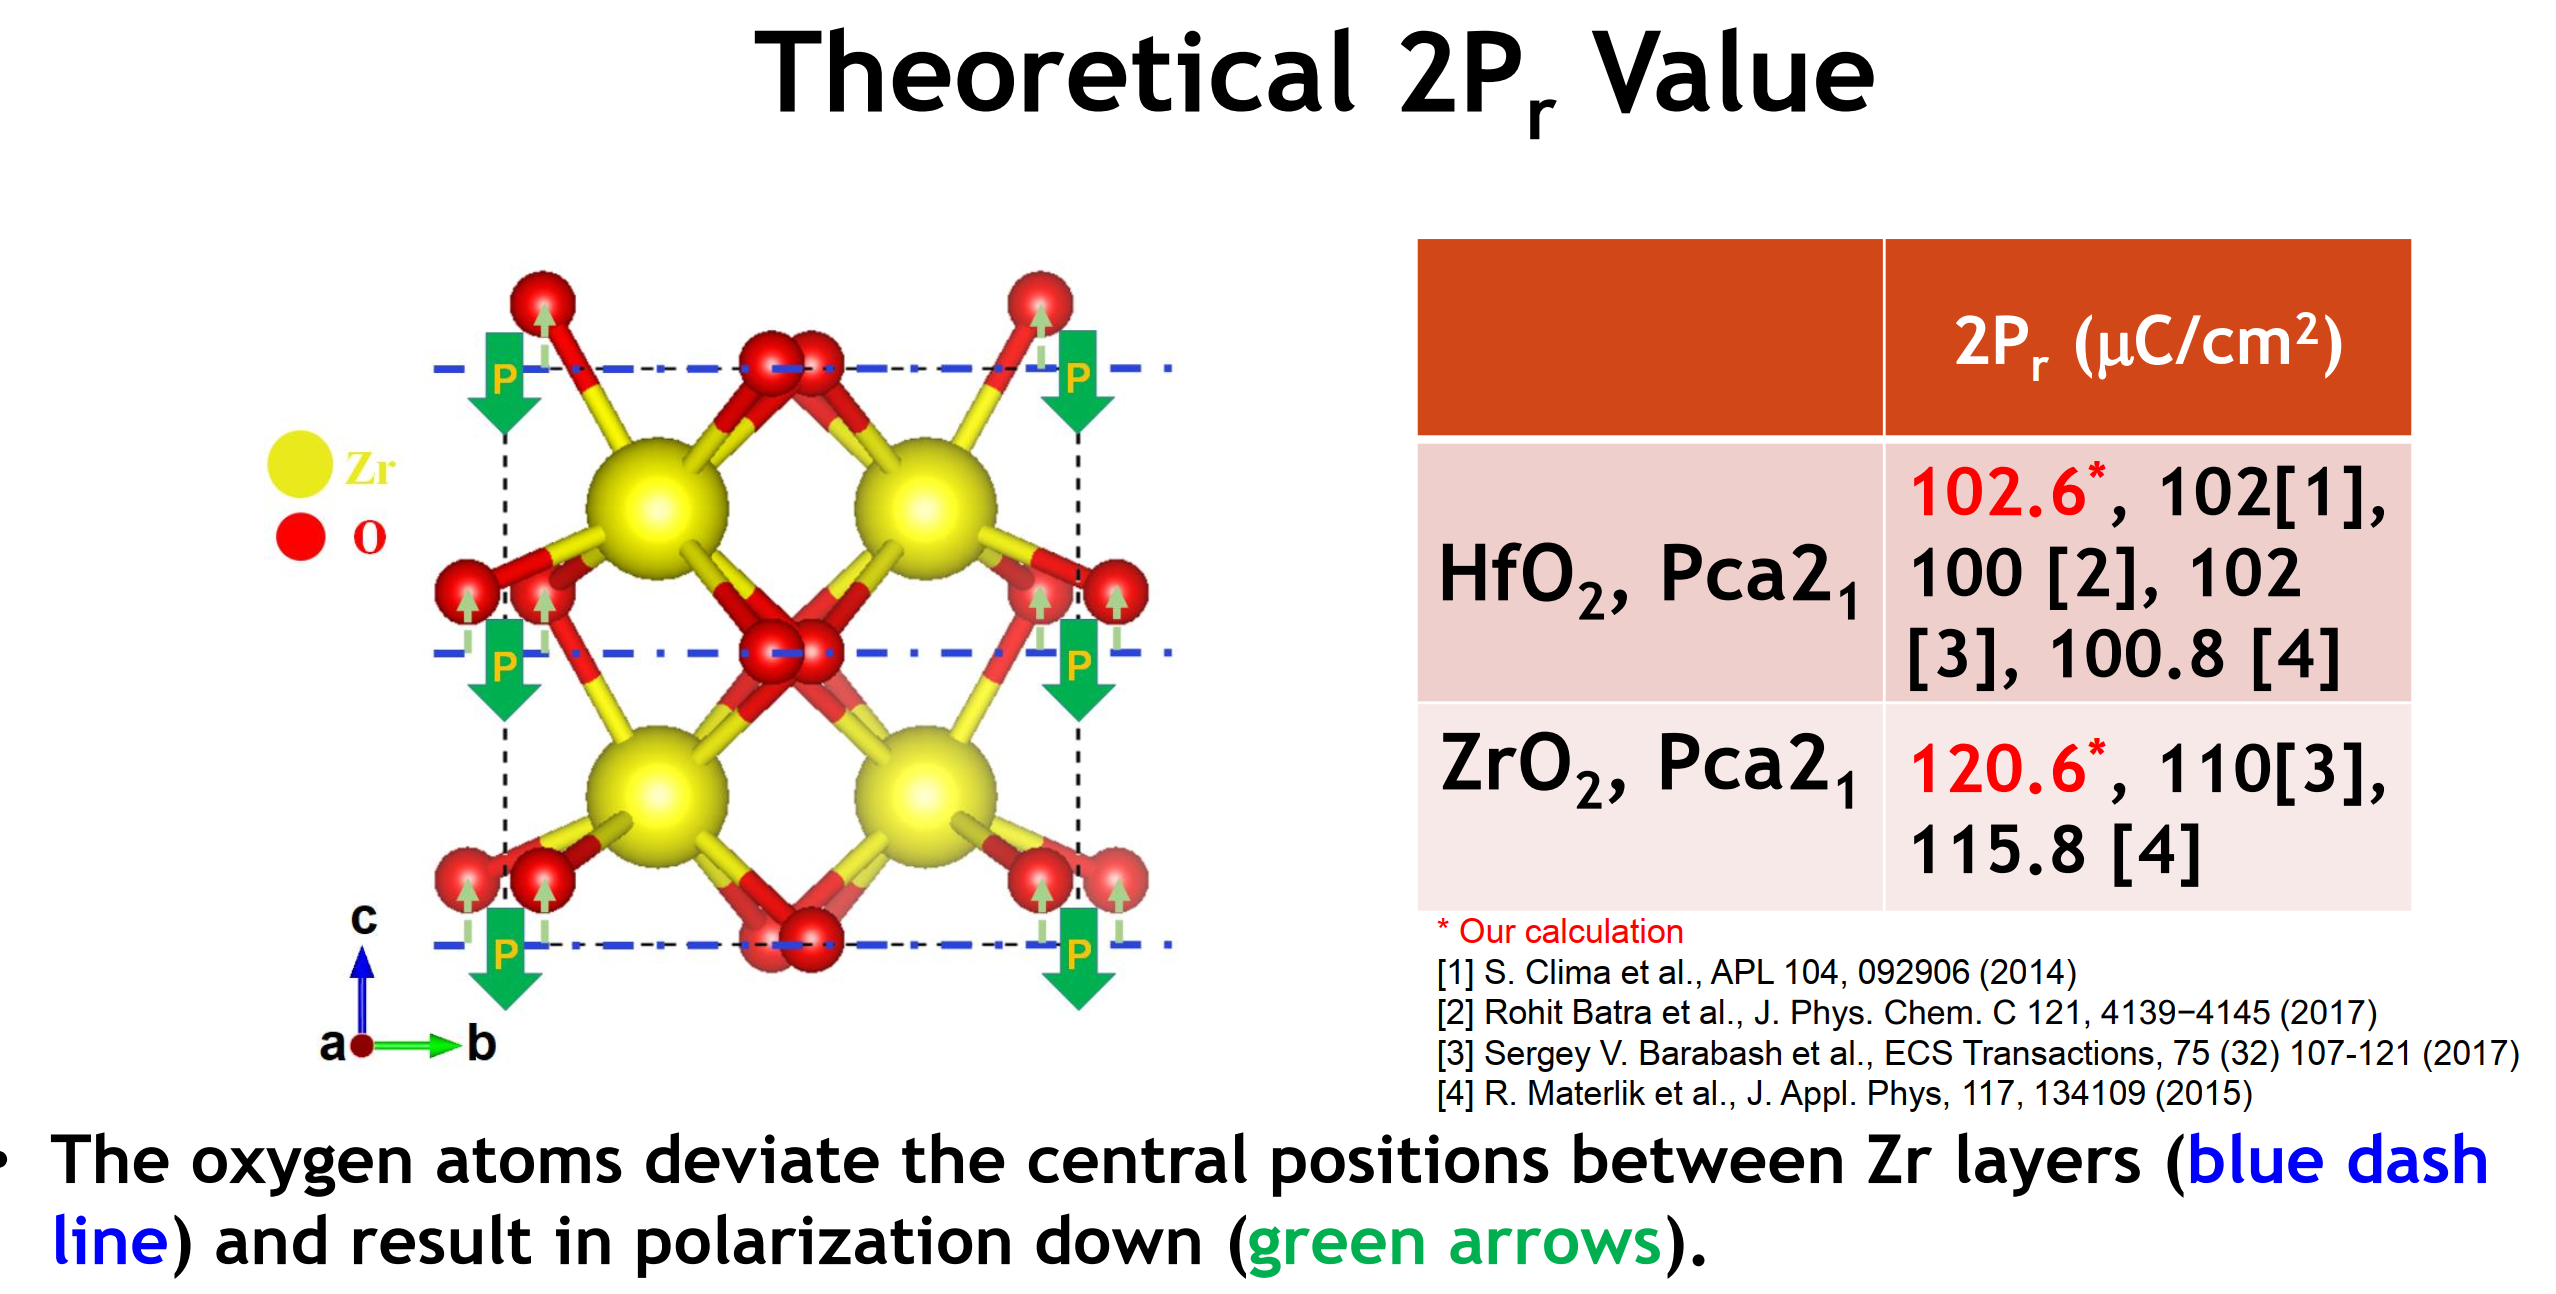 Theoretical 2Pr Value
P
P
Zr
O
P
P
P
P
c
a
b
2Pr (μC/cm²)
HfO₂, Pca2₁
102.6*, 102[1],
100 [2], 102
[3], 100.8 [4]
ZrO₂, Pca2₁
120.6*, 110[3],
115.8 [4]
* Our calculation
[1] S. Clima et al., APL 104, 092906 (2014)
[2] Rohit Batra et al., J. Phys. Chem. C 121, 4139−4145 (2017)
[3] Sergey V. Barabash et al., ECS Transactions, 75 (32) 107-121 (2017)
[4] R. Materlik et al., J. Appl. Phys, 117, 134109 (2015)
• The oxygen atoms deviate the central positions between Zr layers (blue dash
line) and result in polarization down (green arrows).